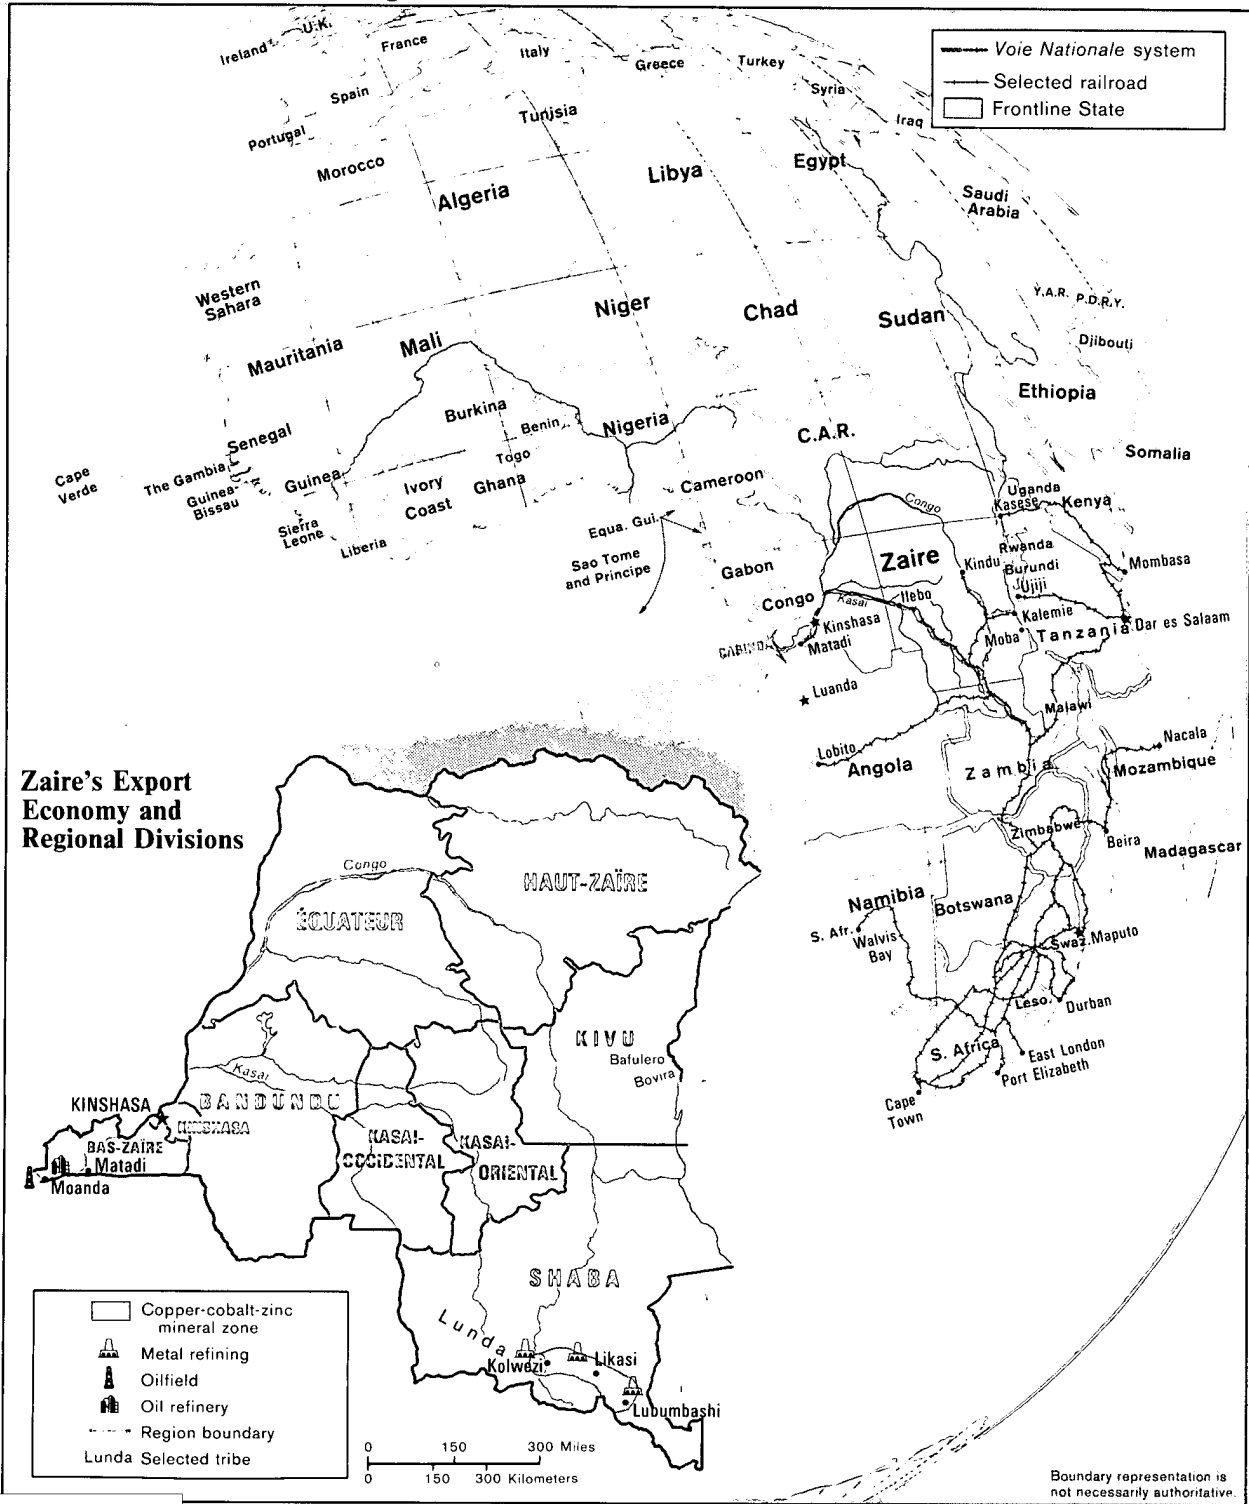 Voie Nationale system
Selected railroad
Frontline State
Ireland
U.K.
France
Italy
Greece
Turkey
Spain
Syria
Portugal
Tunisia
Iraq
Morocco
Algeria
Libya
Egypt
Saudi
Arabia
Western
Sahara
Mauritania
Mali
Niger
Chad
Sudan
Y.A.R.
P.D.R.Y.
Djibouti
Ethiopia
Somalia
Cape
Verde
Senegal
The Gambia
Guinea-
Bissau
Guinea
Sierra
Leone
Liberia
Burkina
Benin
Togo
Ivory
Coast
Ghana
Nigeria
C.A.R.
Cameroon
Equa. Gui.
Sao Tome
and Principe
Gabon
Congo
Congo
Zaire
Uganda
Kasese
Kenya
Rwanda
Burundi
Kindu
Ujiji
Mombasa
Kasai
Ilebo
Kinshasa
Matadi
CABINDA
Kalemie
Moba
Tanzania
Dar es Salaam
Luanda
Malawi
Lobito
Angola
Zambia
Nacala
Mozambique
Zimbabwe
Beira
Madagascar
Namibia
Botswana
S. Afr.
Walvis
Bay
Swaz.
Maputo
Leso.
Durban
S. Africa
East London
Port Elizabeth
Cape
Town
Zaire's Export
Economy and
Regional Divisions
Congo
HAUT-ZAÏRE
ÉQUATEUR
KIVU
Bafulero
Bovira
Kasai
BANDUNDU
KINSHASA
KINSHASA
BAS-ZAÏRE
Matadi
Moanda
KASAI-
OCCIDENTAL
KASAI-
ORIENTAL
SHABA
Lunda
Kolwezi
Likasi
Lubumbashi
Copper-cobalt-zinc
mineral zone
Metal refining
Oilfield
Oil refinery
Region boundary
Lunda Selected tribe
0 150 300 Miles
0 150 300 Kilometers
Boundary representation is
not necessarily authoritative.